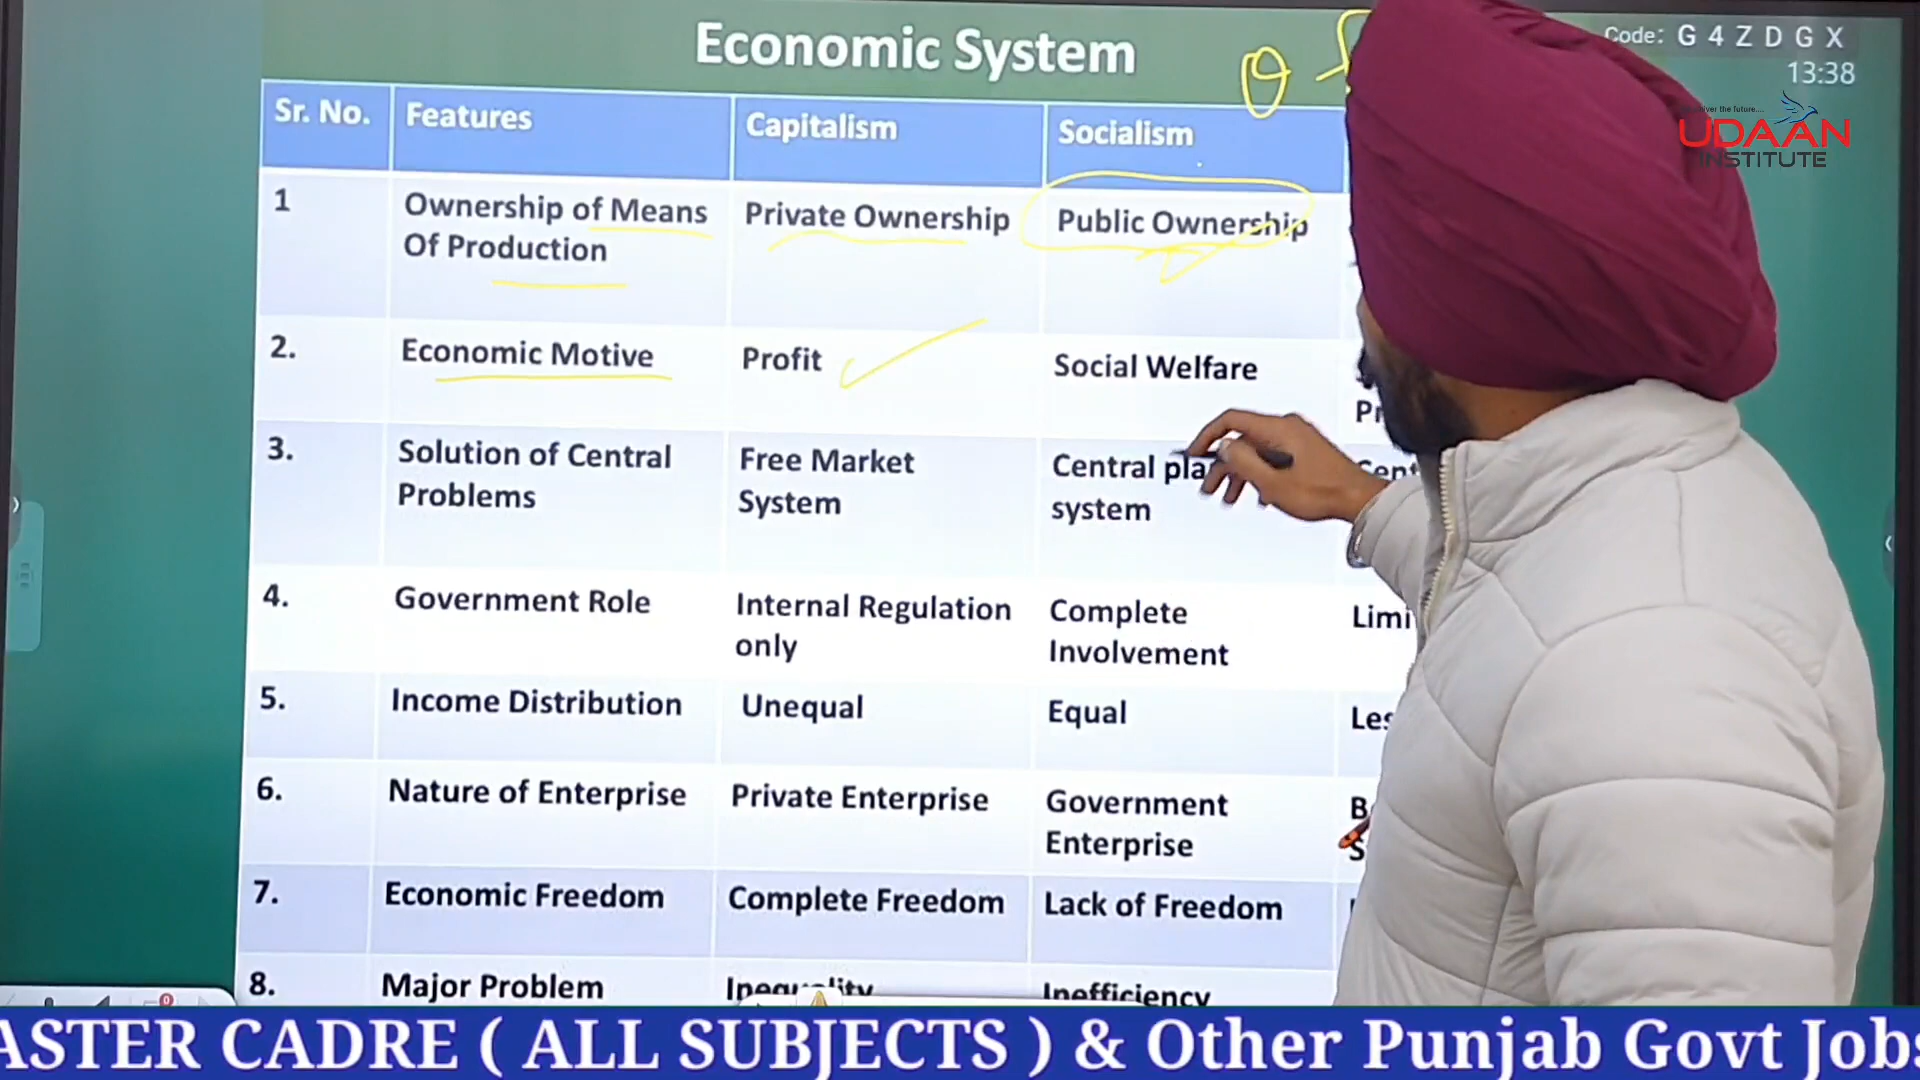 Economic System
Code: G 4 Z D G X
13:38
UDAAN
INSTITUTE
Sr. No. Features Capitalism Socialism
1 Ownership of Means Private Ownership Public Ownership
Of Production
2. Economic Motive Profit Social Welfare
3. Solution of Central Free Market Central
Problems System system
4. Government Role Internal Regulation Complete
only Involvement
5. Income Distribution Unequal Equal
6. Nature of Enterprise Private Enterprise Government
Enterprise
7. Economic Freedom Complete Freedom Lack of Freedom
8. Major Problem Inequality Inefficiency
ASTER CADRE ( ALL SUBJECTS ) & Other Punjab Govt Jobs